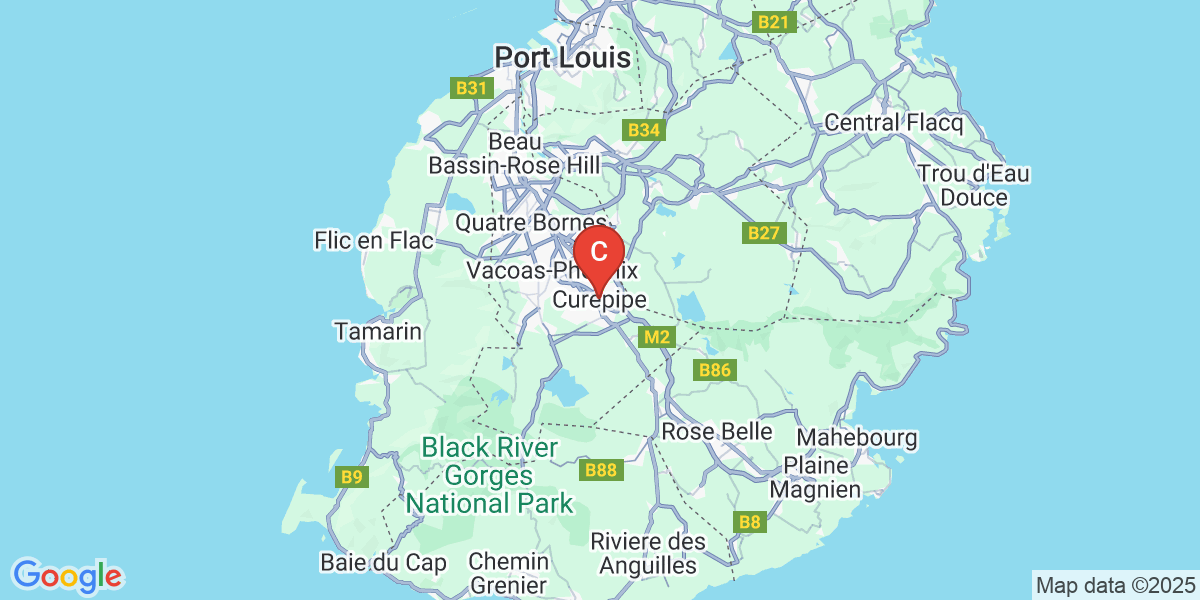 B21
Port Louis
B31
Central Flacq
B34
Beau
Bassin-Rose Hill
Trou d'Eau
Douce
Quatre Bornes
B27
Flic en Flac
C
Vacoas-Ph
nix
Curepipe
Tamarin
M2
B86
Rose Belle
Mahebourg
Black River
Gorges
National Park
B88
Plaine
Magnien
B9
B8
Riviere des
Anguilles
Baie du Cap
Chemin
Grenier
Google
Map data ©2025